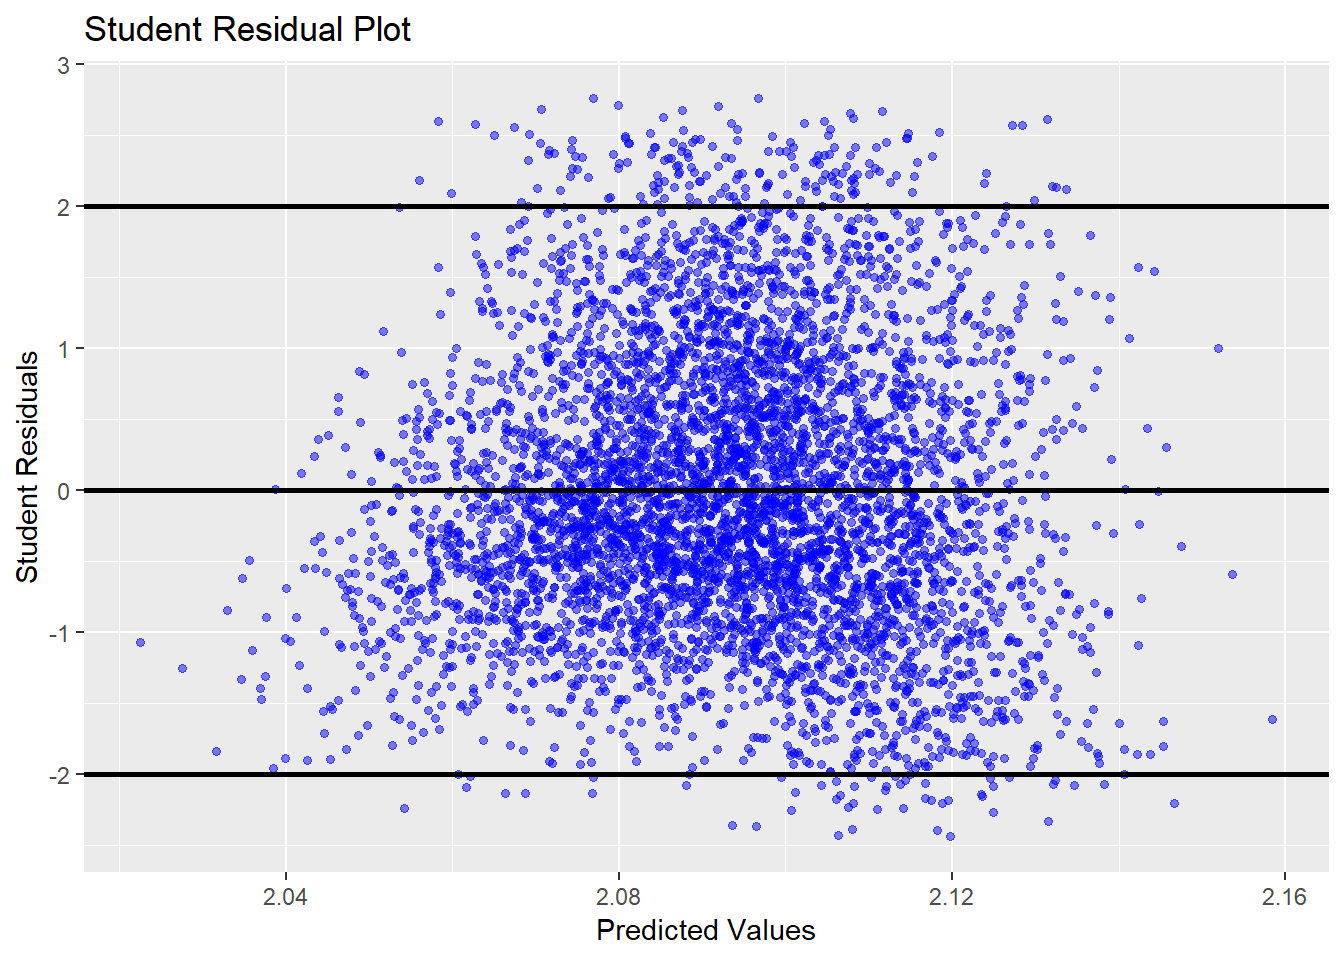 Student Residual Plot
3
2
1
0
-1
-2
Student Residuals
2.04 2.08 2.12 2.16
Predicted Values